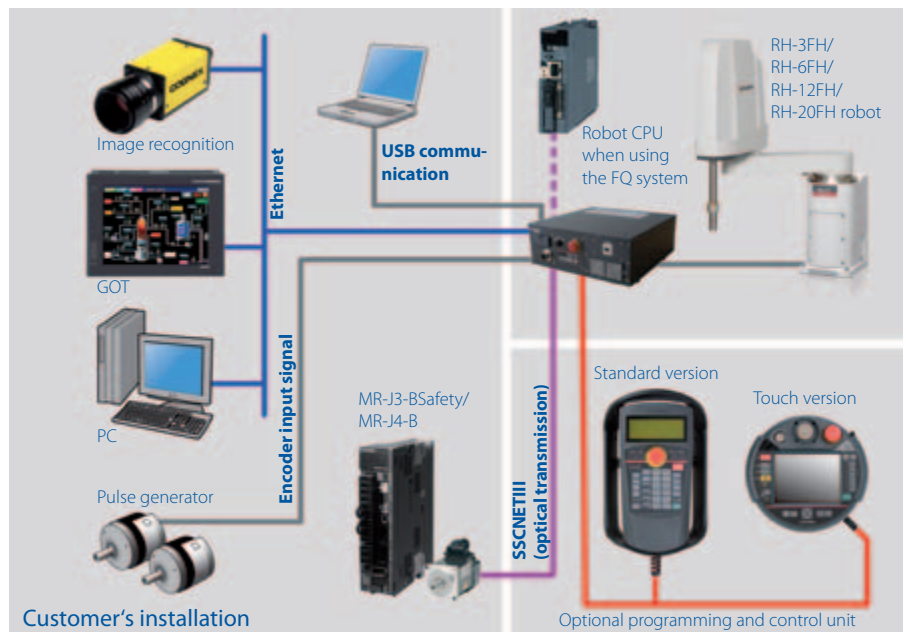 COGNEX
Image recognition
GOT
PC
Pulse generator
Customer‘s installation
Ethernet
Encoder input signal
USB commu-
nication
MR-J3-BSafety/
MR-J4-B
SSCNETIII
(optical transmission)
Robot CPU
when using
the FQ system
RH-3FH/
RH-6FH/
RH-12FH/
RH-20FH robot
Standard version
Touch version
Optional programming and control unit